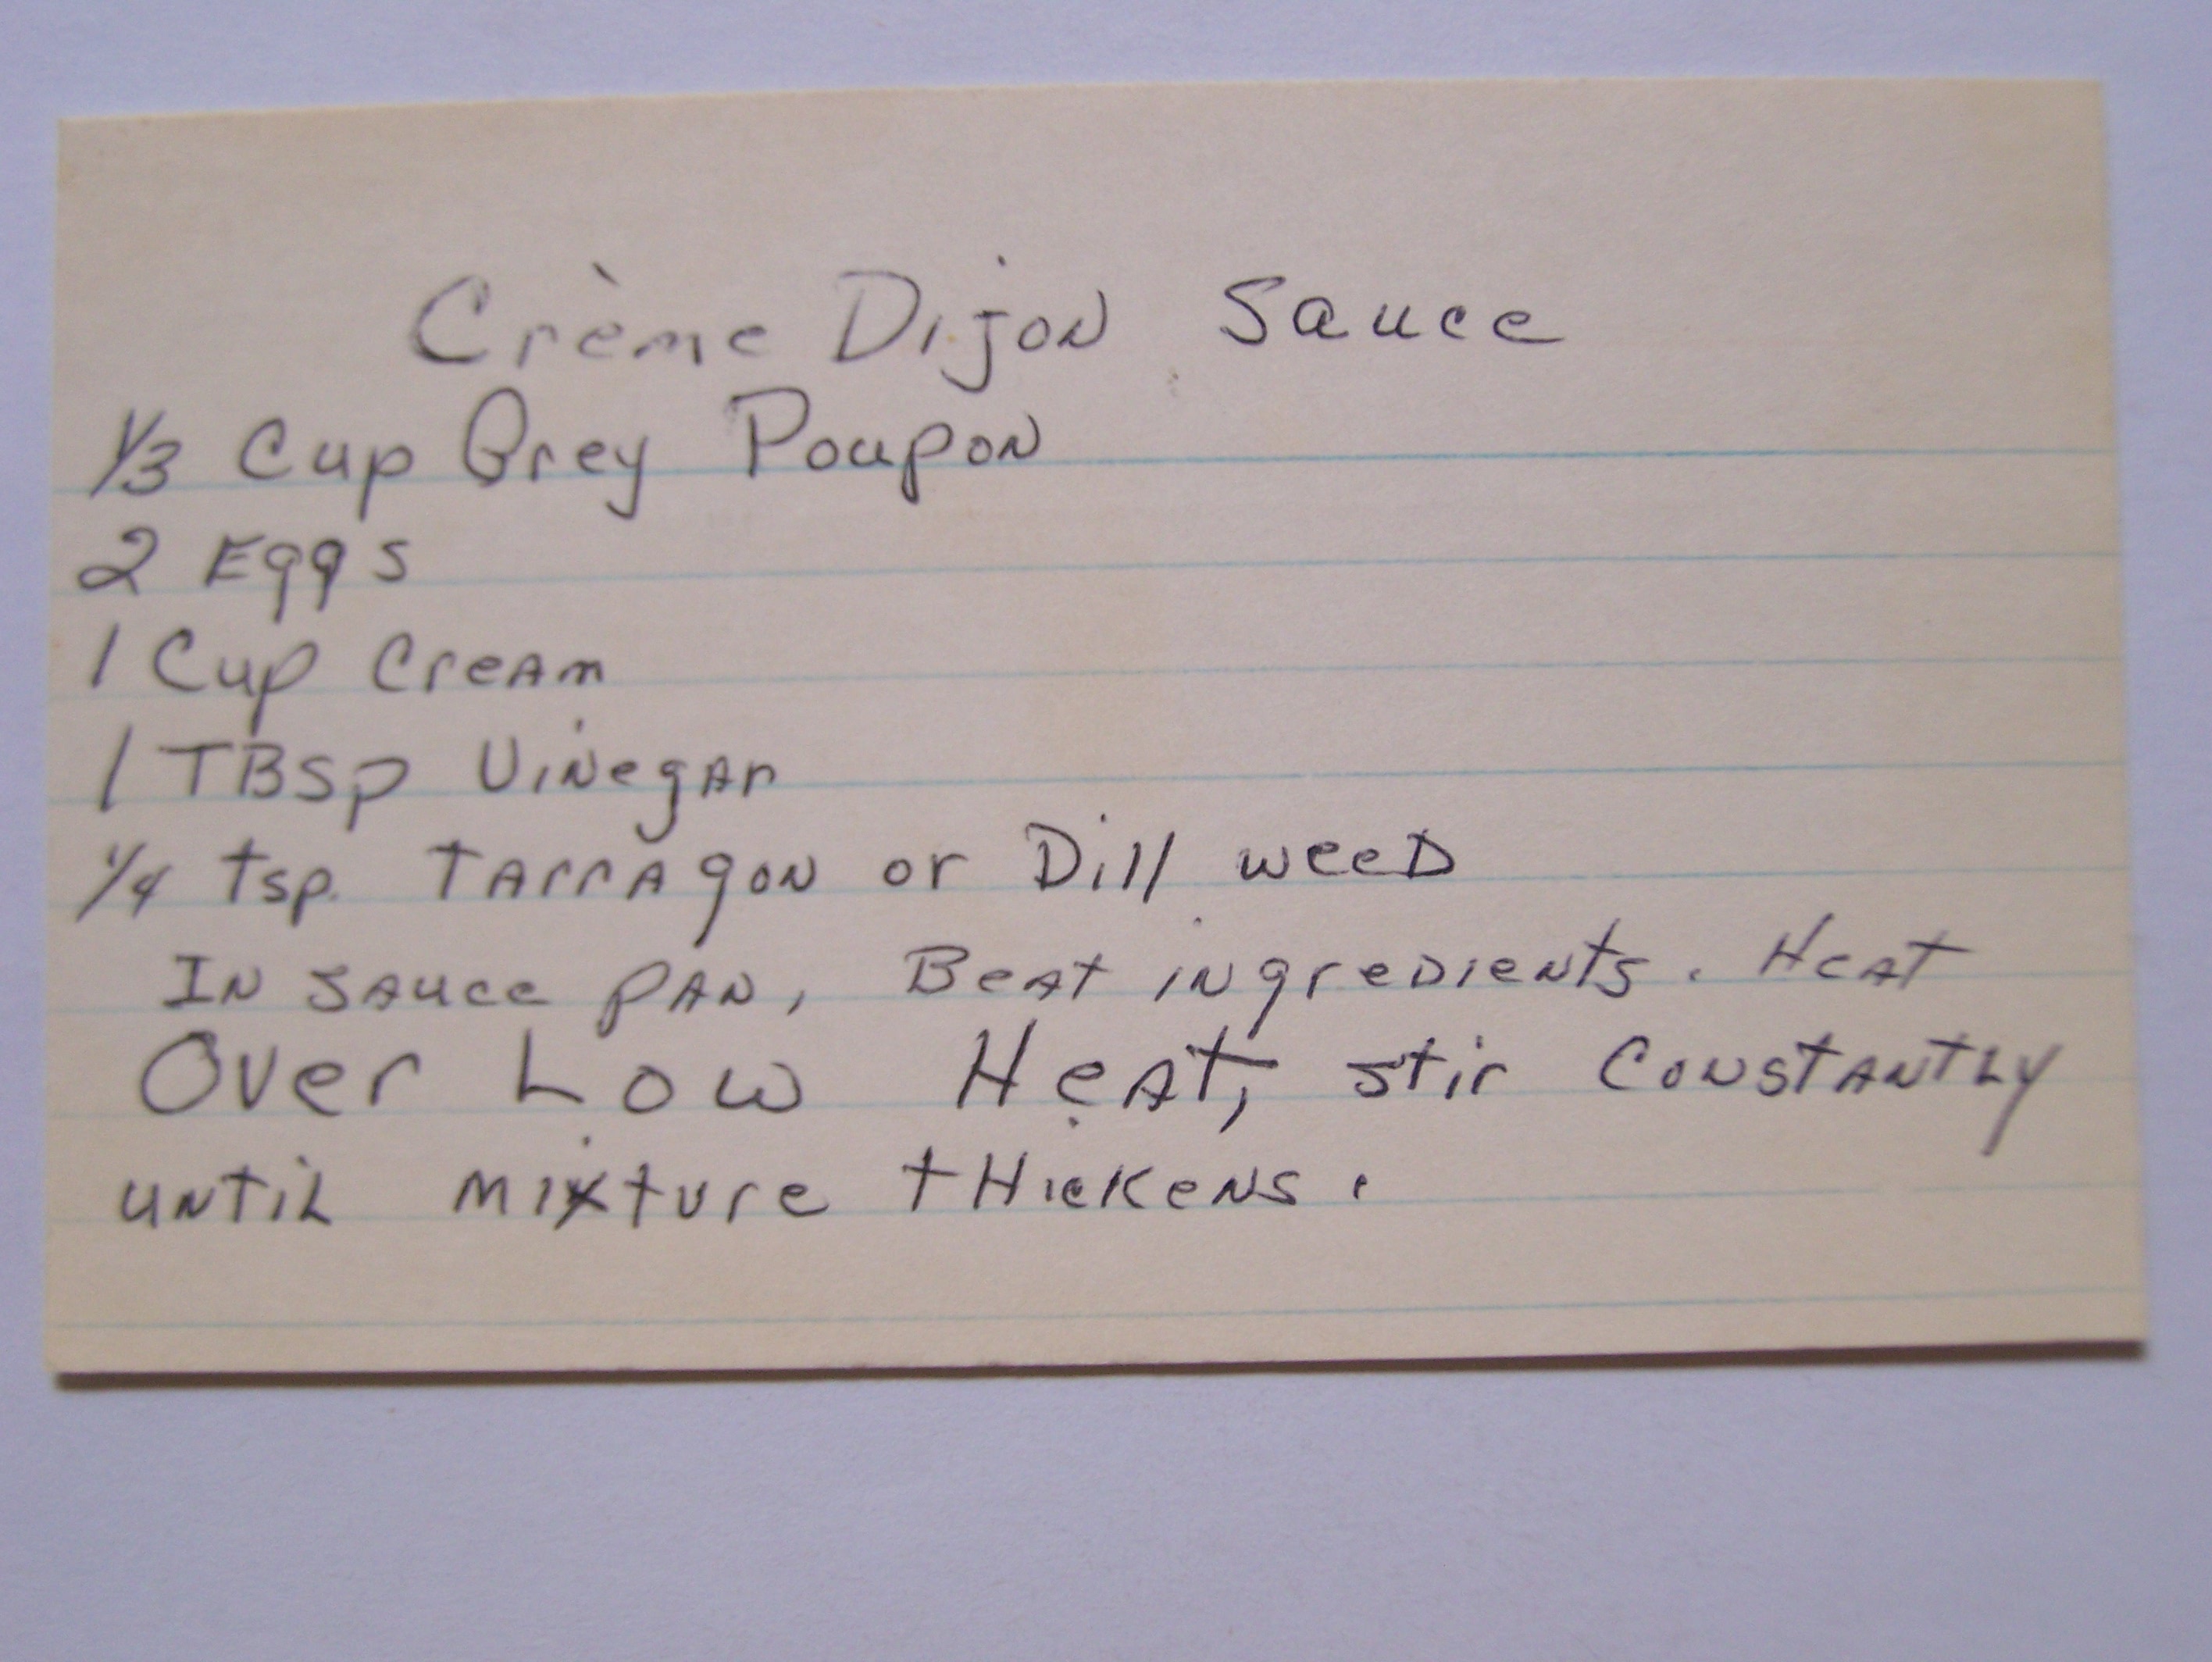 Crème Dijon Sauce
1/3 Cup Grey Poupon
2 Eggs
1 Cup Cream
1 TBsp Vinegar
1/4 tsp. Tarragon or Dill weeD
In sauce pan, Beat ingreDients. Heat
Over Low Heat, stir ConstantLy
untiL mixture tHickens.